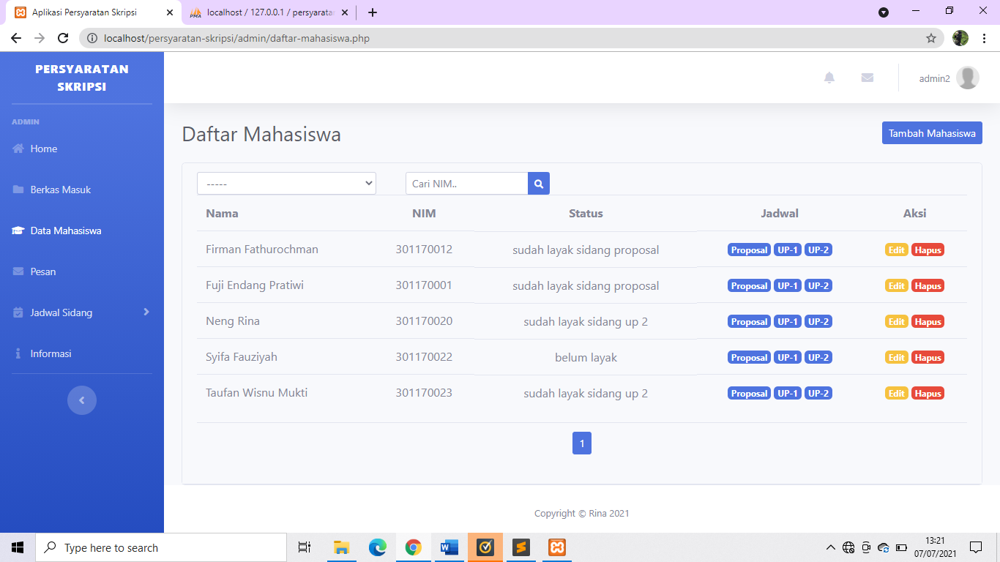 Aplikasi Persyaratan Skripsi
localhost / 127.0.0.1 / persyaratan
localhost/persyaratan-skripsi/admin/daftar-mahasiswa.php
PERSYARATAN
SKRIPSI
admin2
ADMIN
Home
Berkas Masuk
Data Mahasiswa
Pesan
Jadwal Sidang
Informasi
Daftar Mahasiswa
Tambah Mahasiswa
-----
Cari NIM..
Nama NIM Status Jadwal Aksi
Firman Fathurochman 301170012 sudah layak sidang proposal Proposal UP-1 UP-2 Edit Hapus
Fuji Endang Pratiwi 301170001 sudah layak sidang proposal Proposal UP-1 UP-2 Edit Hapus
Neng Rina 301170020 sudah layak sidang up 2 Proposal UP-1 UP-2 Edit Hapus
Syifa Fauziyah 301170022 belum layak Proposal UP-1 UP-2 Edit Hapus
Taufan Wisnu Mukti 301170023 sudah layak sidang up 2 Proposal UP-1 UP-2 Edit Hapus
1
Copyright © Rina 2021
Type here to search
13:21
07/07/2021